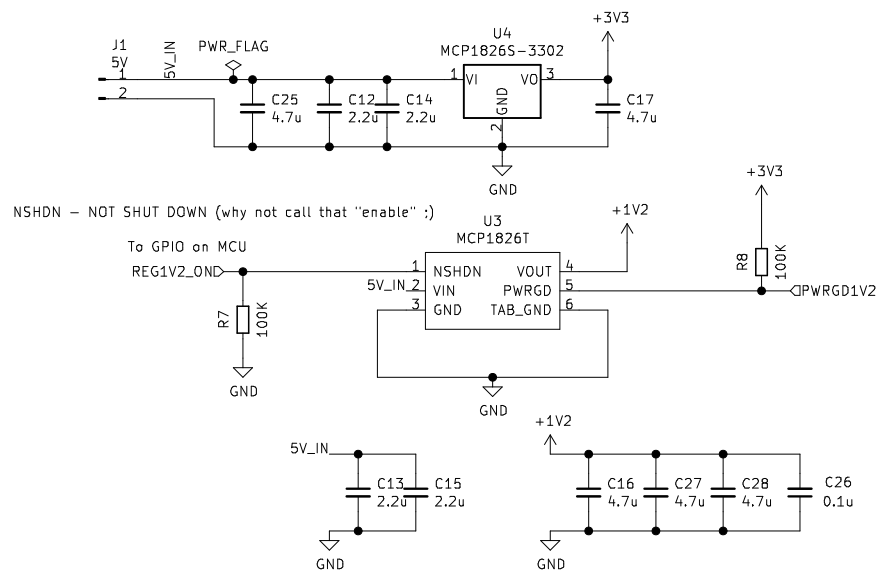 J1
5V
1
2
5V_IN
PWR_FLAG
U4
MCP1826S-3302
1 VI
VO 3
GND
2
+3V3
C25
4.7u
C12
2.2u
C14
2.2u
C17
4.7u
GND
NSHDN – NOT SHUT DOWN (why not call that "enable" :)
To GPIO on MCU
REG1V2_ON
R7
100K
GND
U3
MCP1826T
1 NSHDN
5V_IN 2 VIN
3 GND
VOUT 4
PWRGD 5
TAB_GND 6
+1V2
+3V3
R8
100K
PWRGD1V2
GND
5V_IN
C13
2.2u
C15
2.2u
GND
+1V2
C16
4.7u
C27
4.7u
C28
4.7u
C26
0.1u
GND